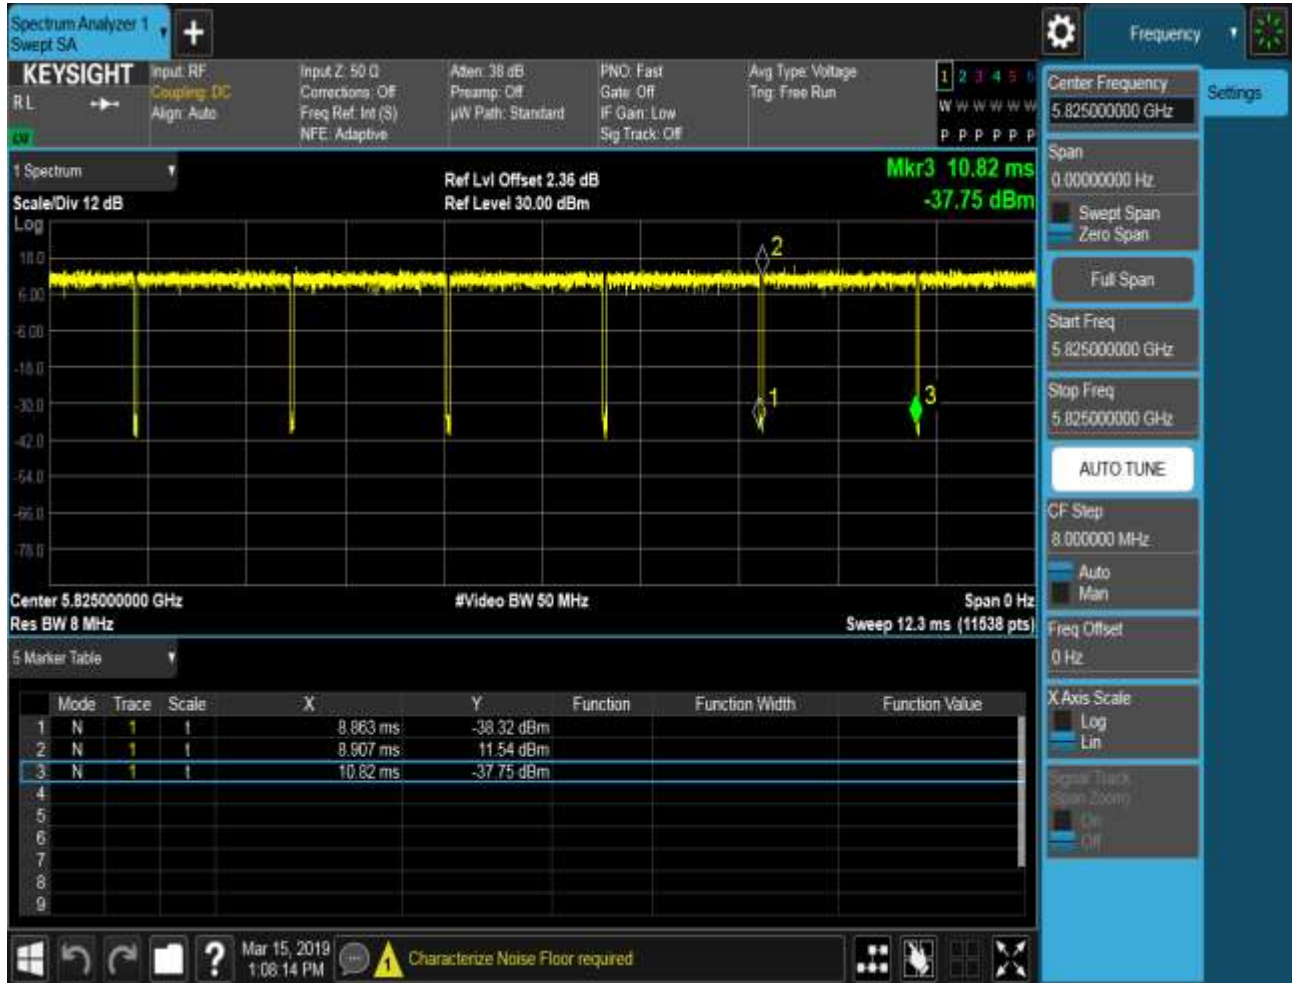 Spectrum Analyzer 1
Swept SA
+
Frequency
KEYSIGHT
RL
Input: RF
Coupling: DC
Align: Auto
Input Z: 50 Ω
Corrections: Off
Freq Ref: Int (S)
NFE: Adaptive
Atten: 38 dB
Preamp: Off
µW Path: Standard
PNO: Fast
Gate: Off
IF Gain: Low
Sig Track: Off
Avg Type: Voltage
Trig: Free Run
1 2 3 4 5 6
W W W W W W
P P P P P P
1 Spectrum
Scale/Div 12 dB
Ref Lvl Offset 2.36 dB
Ref Level 30.00 dBm
Mkr3 10.82 ms
-37.75 dBm
Log
18.0
6.00
-6.00
-18.0
-30.0
-42.0
-54.0
-66.0
-78.0
2
1
3
Center 5.825000000 GHz
#Video BW 50 MHz
Span 0 Hz
Res BW 8 MHz
Sweep 12.3 ms (11538 pts)
5 Marker Table
Mode Trace Scale X Y Function Function Width Function Value
1 N 1 t 8.863 ms -38.32 dBm
2 N 1 t 8.907 ms 11.54 dBm
3 N 1 t 10.82 ms -37.75 dBm
4
5
6
7
8
9
?
Mar 15, 2019
1:08:14 PM
1
Characterize Noise Floor required
Center Frequency
5.825000000 GHz
Settings
Span
0.00000000 Hz
Swept Span
Zero Span
Full Span
Start Freq
5.825000000 GHz
Stop Freq
5.825000000 GHz
AUTO TUNE
CF Step
8.000000 MHz
Auto
Man
Freq Offset
0 Hz
X Axis Scale
Log
Lin
Signal Track
(Span Zoom)
On
Off